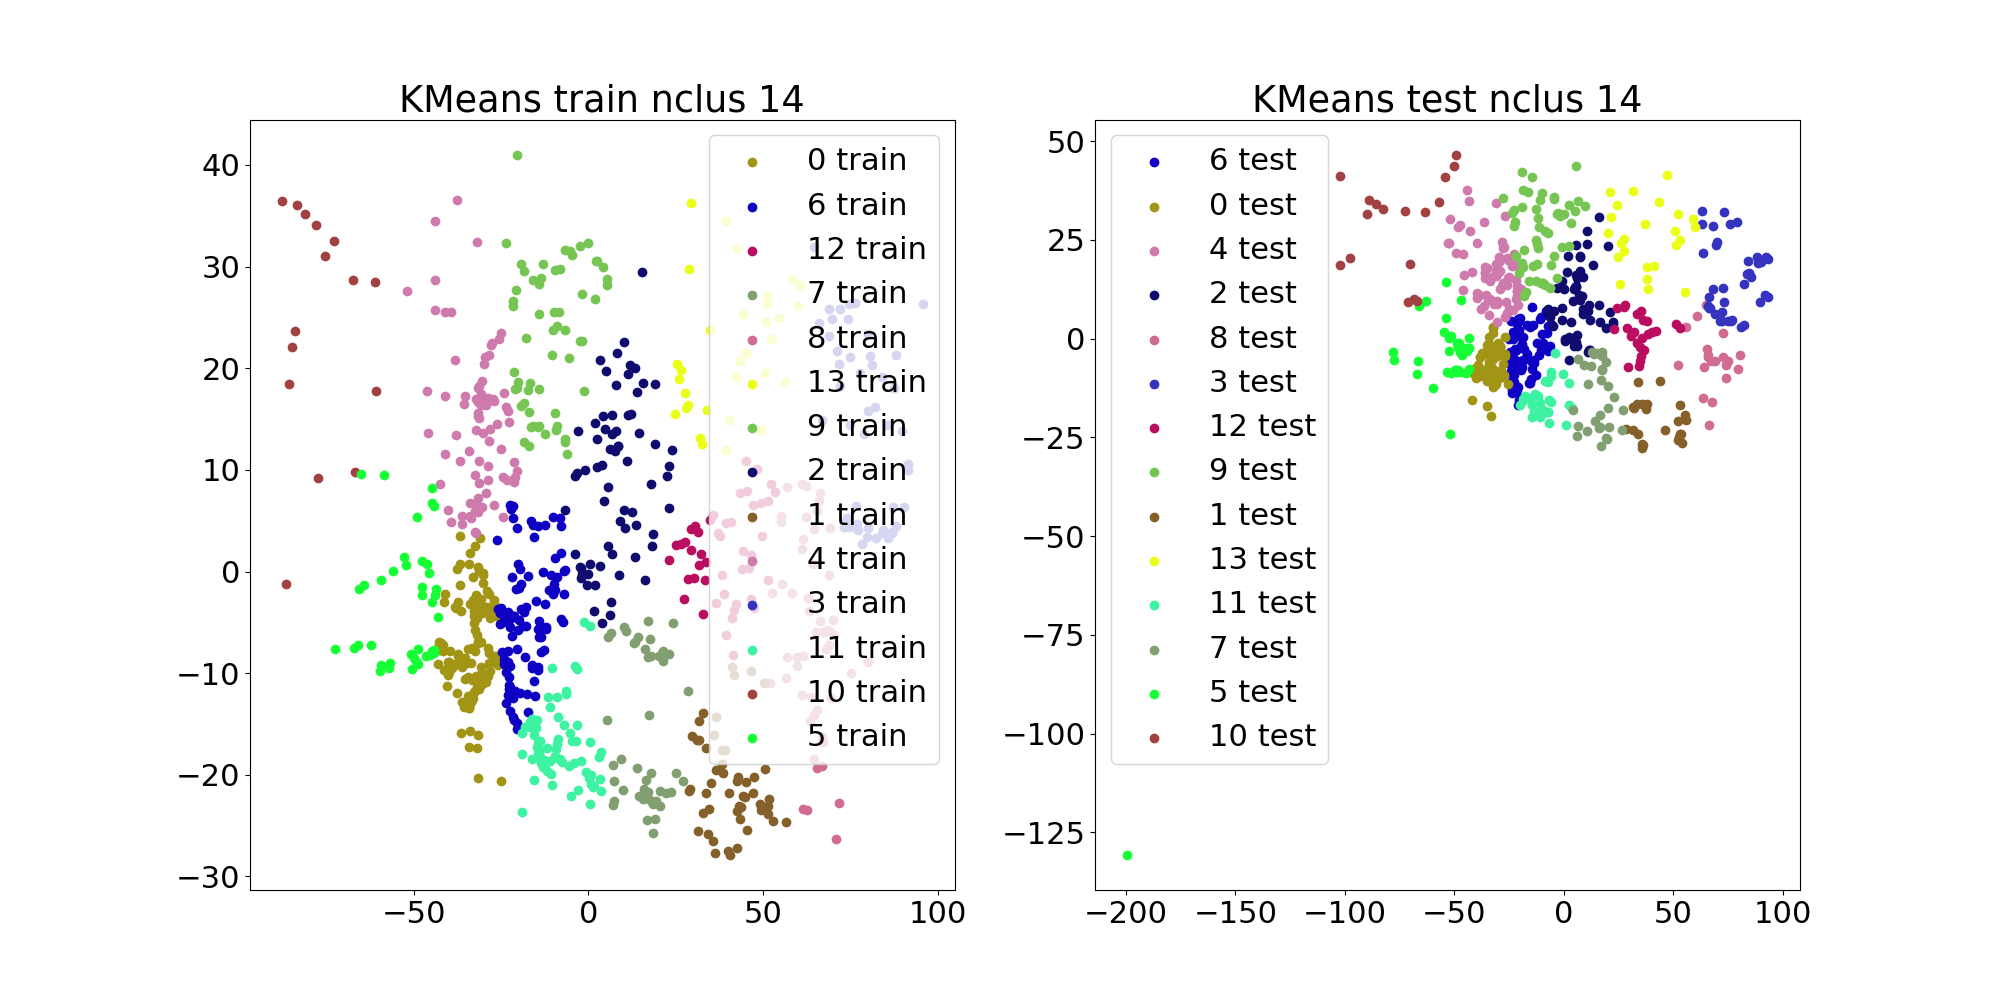 KMeans train nclus 14
40
30
20
10
0
−10
−20
−30
−50
0
50
100
0 train
6 train
12 train
7 train
8 train
13 train
9 train
2 train
1 train
4 train
3 train
11 train
10 train
5 train
KMeans test nclus 14
50
25
0
−25
−50
−75
−100
−125
−200
−150
−100
−50
0
50
100
6 test
0 test
4 test
2 test
8 test
3 test
12 test
9 test
1 test
13 test
11 test
7 test
5 test
10 test